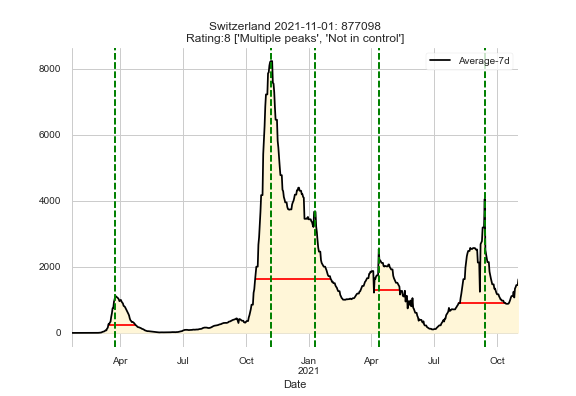 Switzerland 2021-11-01: 877098
Rating:8 ['Multiple peaks', 'Not in control']
Average-7d
8000
6000
4000
2000
0
Apr Jul Oct Jan Apr Jul Oct
2021
Date